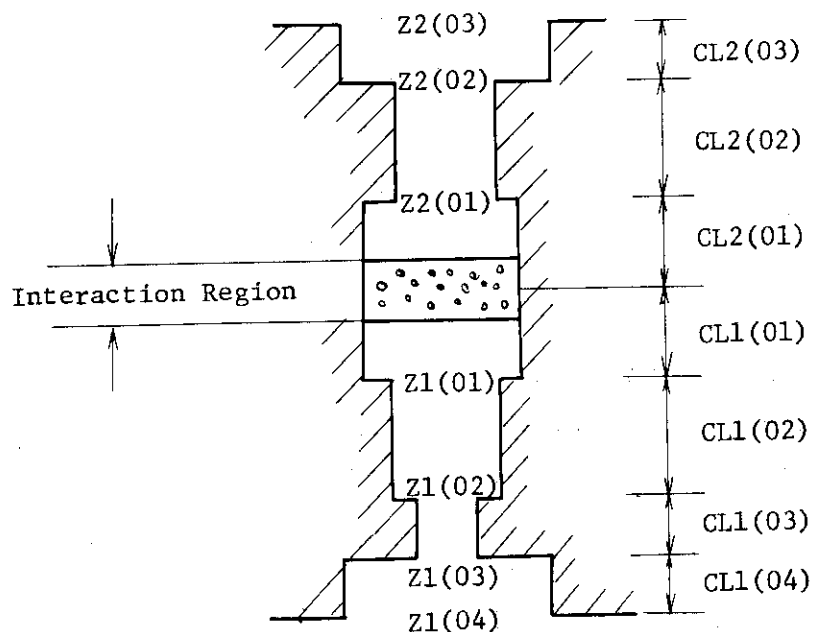 Z2(03)
CL2(03)
Z2(02)
CL2(02)
Z2(01)
CL2(01)
Interaction Region
CL1(01)
Z1(01)
CL1(02)
Z1(02)
CL1(03)
Z1(03)
CL1(04)
Z1(04)